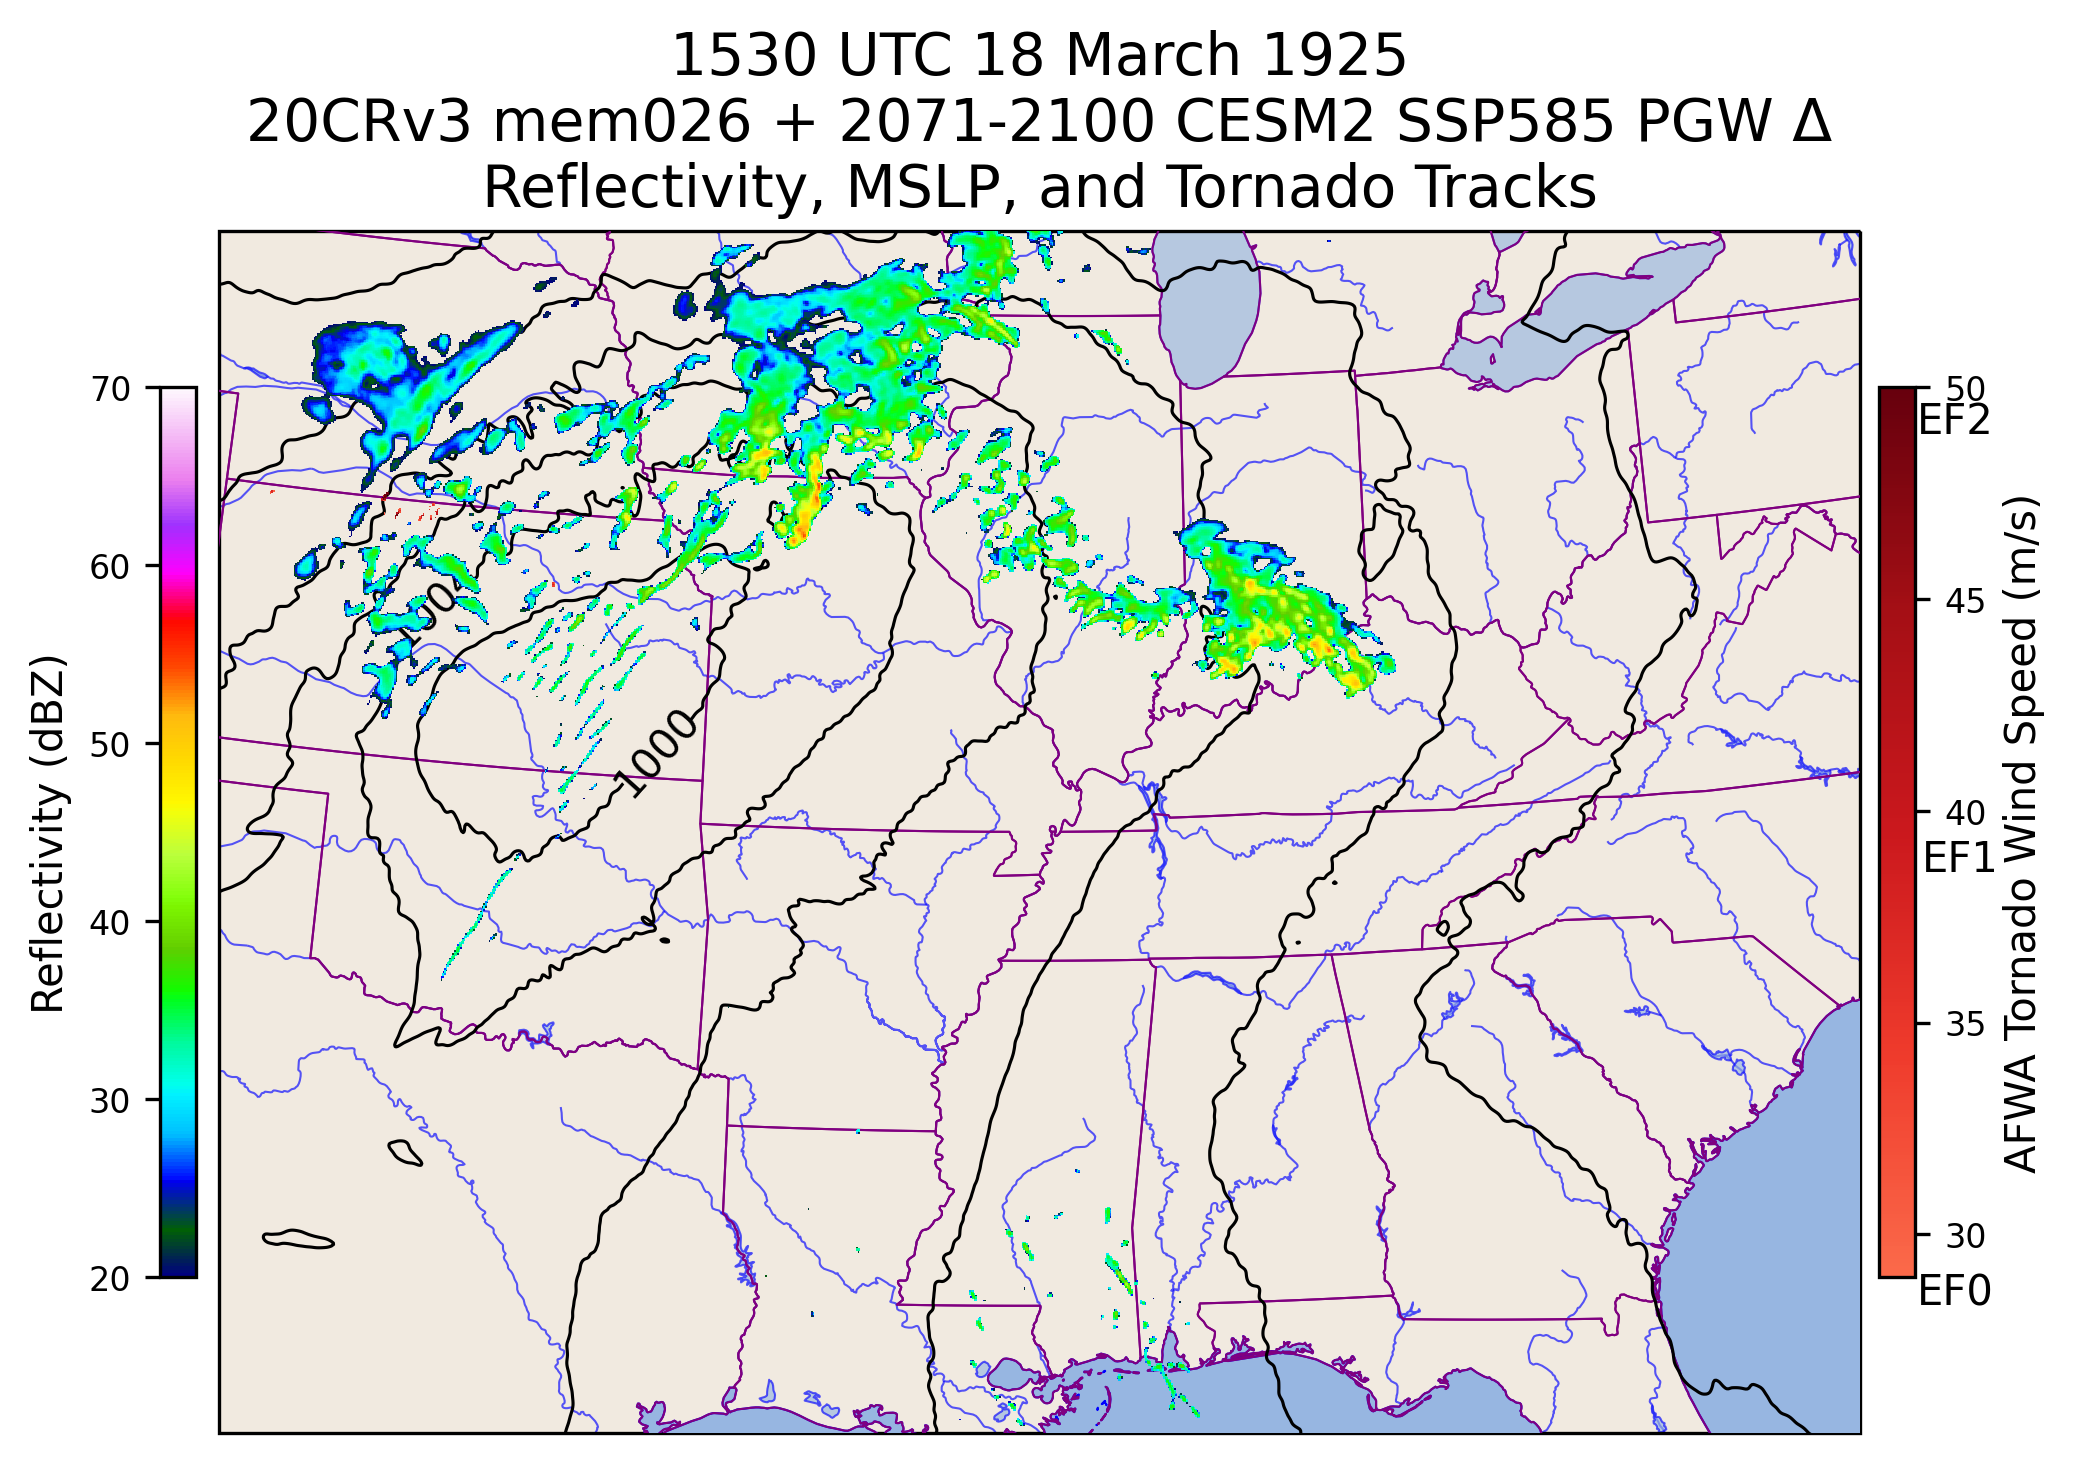 1530 UTC 18 March 1925
20CRv3 mem026 + 2071-2100 CESM2 SSP585 PGW Δ
Reflectivity, MSLP, and Tornado Tracks
70
60
50
40
30
20
Reflectivity (dBZ)
1000
50
EF2
45
40
EF1
35
30
EF0
AFWA Tornado Wind Speed (m/s)